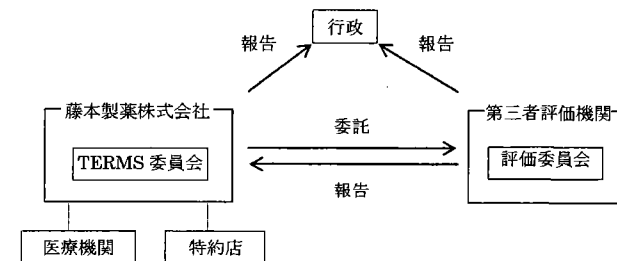 行政
報告
報告
藤本製薬株式会社
第三者評価機関
委託
TERMS 委員会
評価委員会
報告
医療機関
特約店